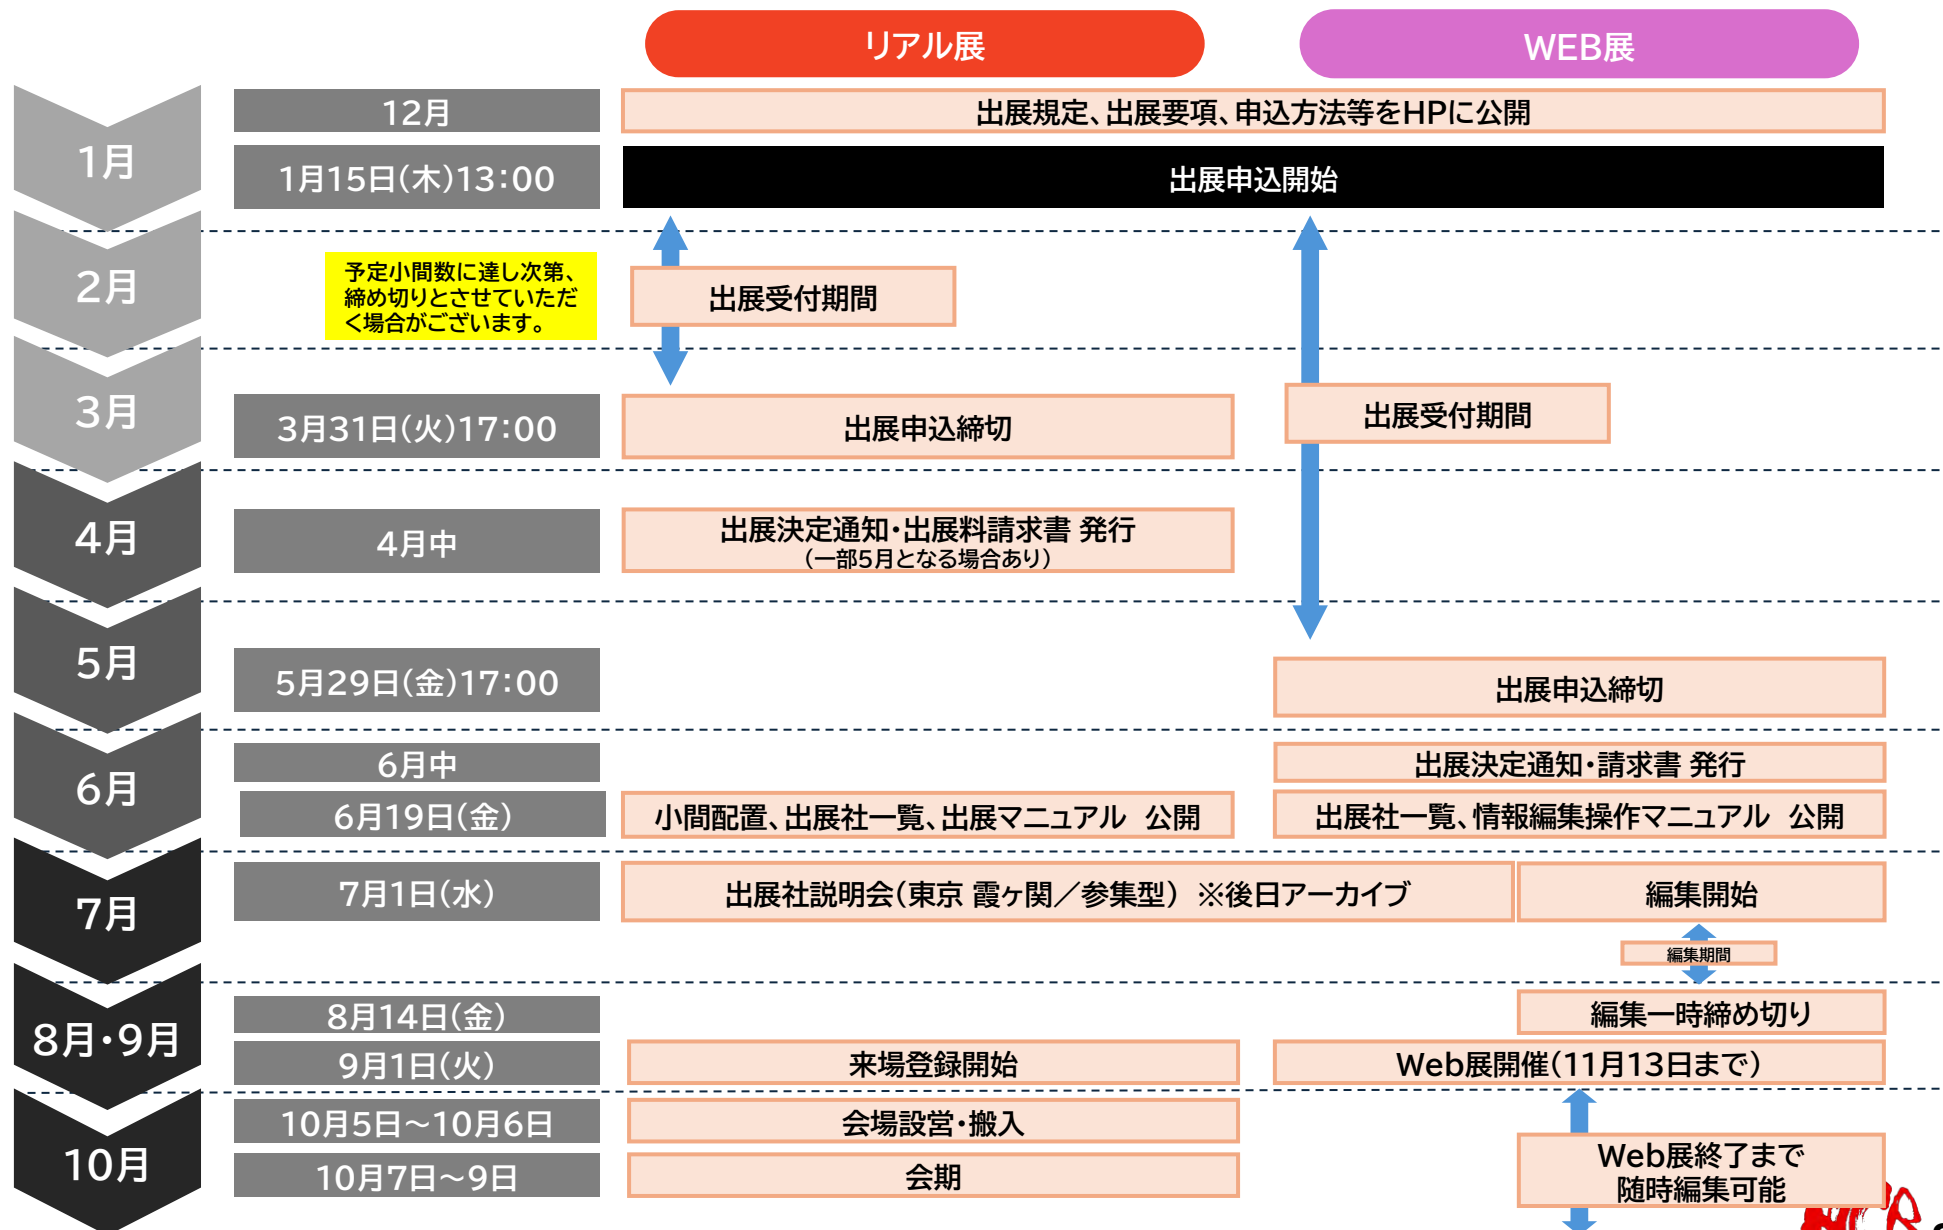 リアル展
WEB展
1月
12月
出展規定、出展要項、申込方法等をHPに公開
1月15日(木)13:00
出展申込開始
2月
予定小間数に達し次第、
締め切りとさせていただ
く場合がございます。
出展受付期間
3月
3月31日(火)17:00
出展申込締切
出展受付期間
4月
4月中
出展決定通知・出展料請求書 発行
(一部5月となる場合あり)
5月
5月29日(金)17:00
出展申込締切
6月
6月中
出展決定通知・請求書 発行
6月19日(金)
小間配置、出展社一覧、出展マニュアル 公開
出展社一覧、情報編集操作マニュアル 公開
7月
7月1日(水)
出展社説明会(東京 霞ヶ関/参集型) ※後日アーカイブ
編集開始
編集期間
8月・9月
8月14日(金)
編集一時締め切り
9月1日(火)
来場登録開始
Web展開催(11月13日まで)
10月
10月5日~10月6日
会場設営・搬入
10月7日~9日
会期
Web展終了まで
随時編集可能